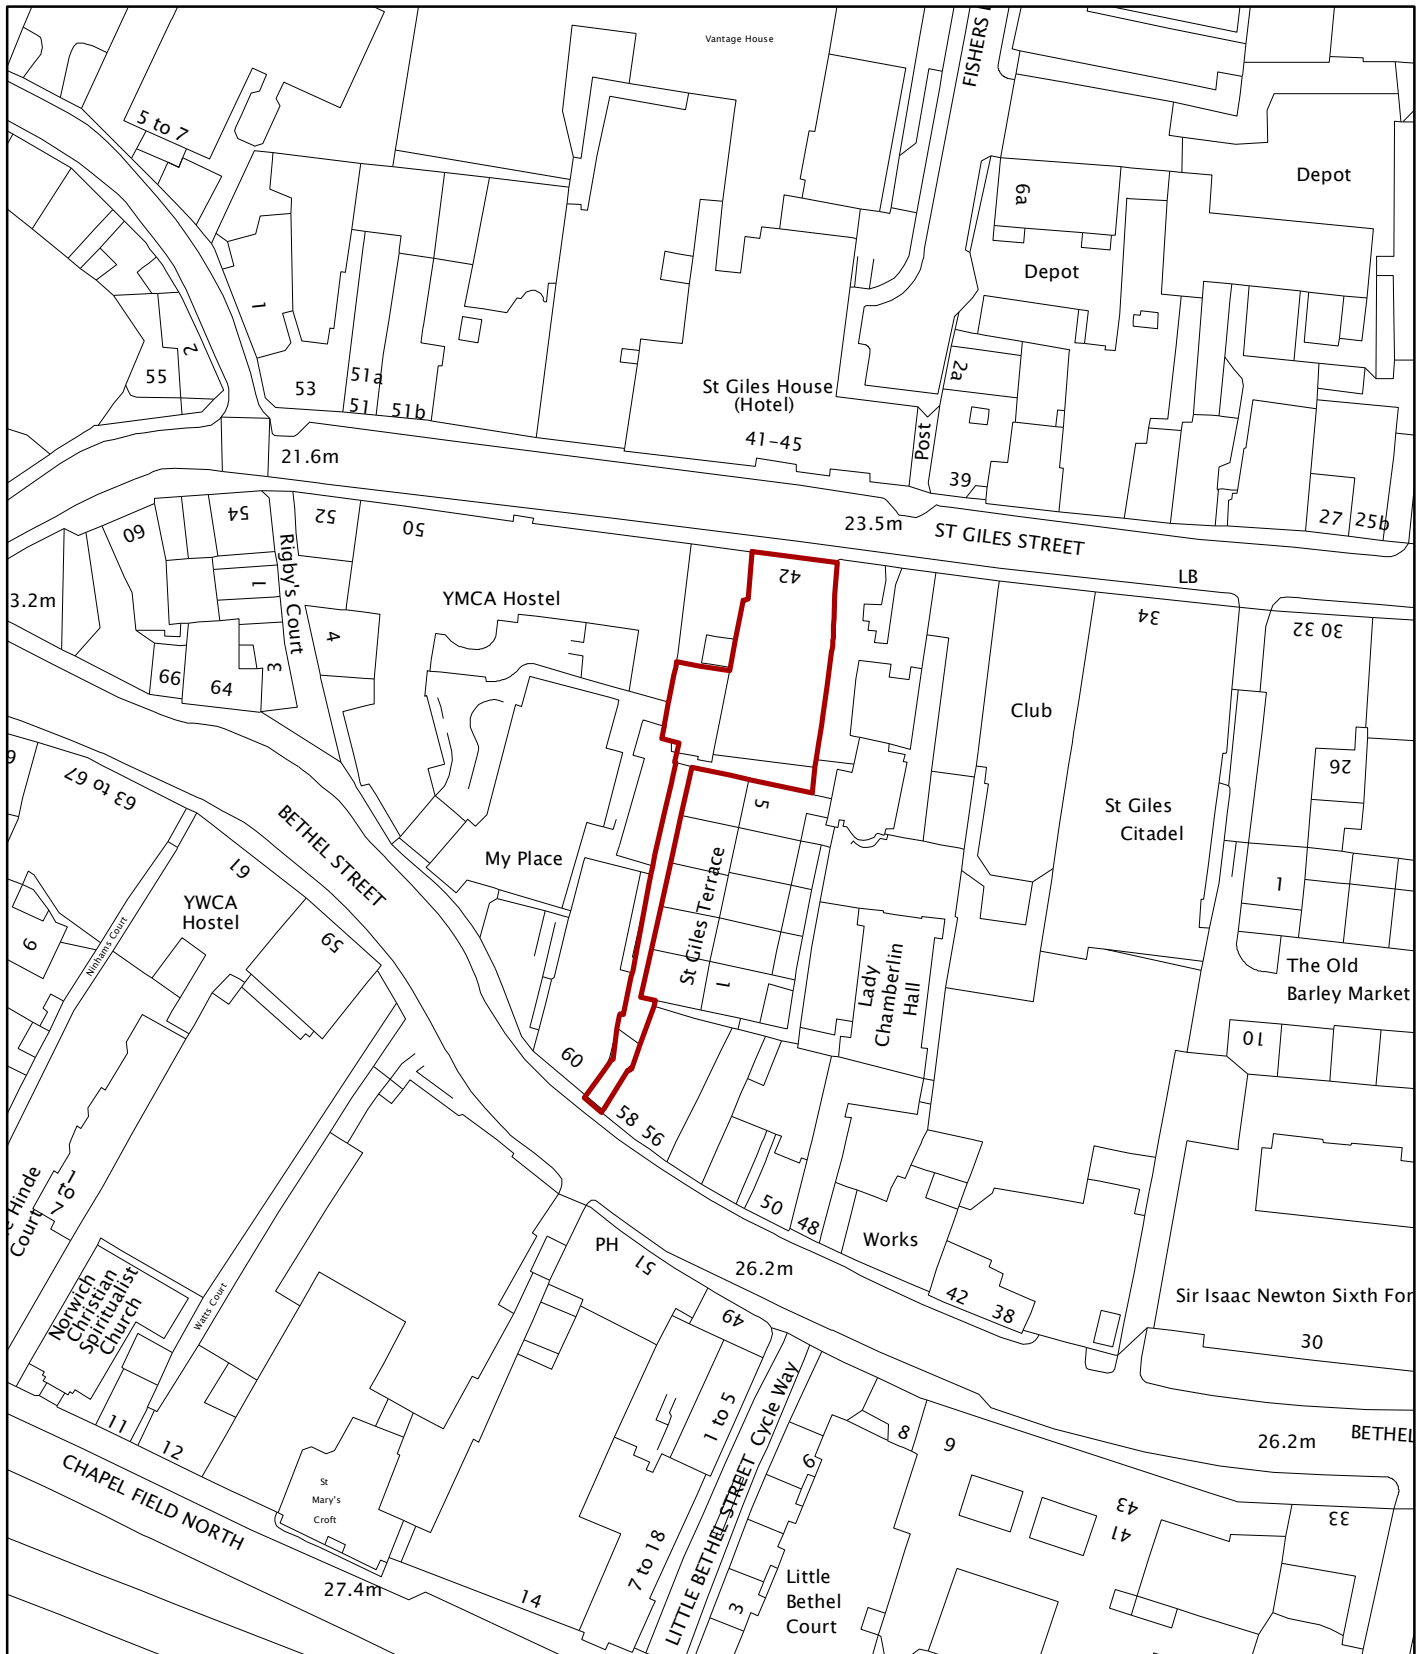 Vantage House
FISHERS
5 to 7
Depot
6a
Depot
1
2
55
53
51a
51
51b
St Giles House
(Hotel)
41-45
2a
Post
39
27
25b
21.6m
23.5m
ST GILES STREET
LB
60
54
52
50
42
34
30 32
Rigby's Court
1
3
4
3.2m
66
64
YMCA Hostel
Club
26
St Giles
Citadel
63 to 67
BETHEL STREET
My Place
5
St Giles Terrace
1
1
61
YWCA
Hostel
59
Ninhams Court
9
Lady
Chamberlin
Hall
The Old
Barley Market
10
60
58
56
50
48
Works
42
38
1
to
7
Hinde
Court
PH
51
26.2m
49
Sir Isaac Newton Sixth For
30
Norwich
Christian
Spiritualist
Church
Watts Court
11
12
CHAPEL FIELD NORTH
St
Mary's
Croft
27.4m
14
1 to 5
7 to 18
LITTLE BETHEL STREET
Cycle Way
6
3
8
9
Little
Bethel
Court
26.2m
BETHEL
43
41
33